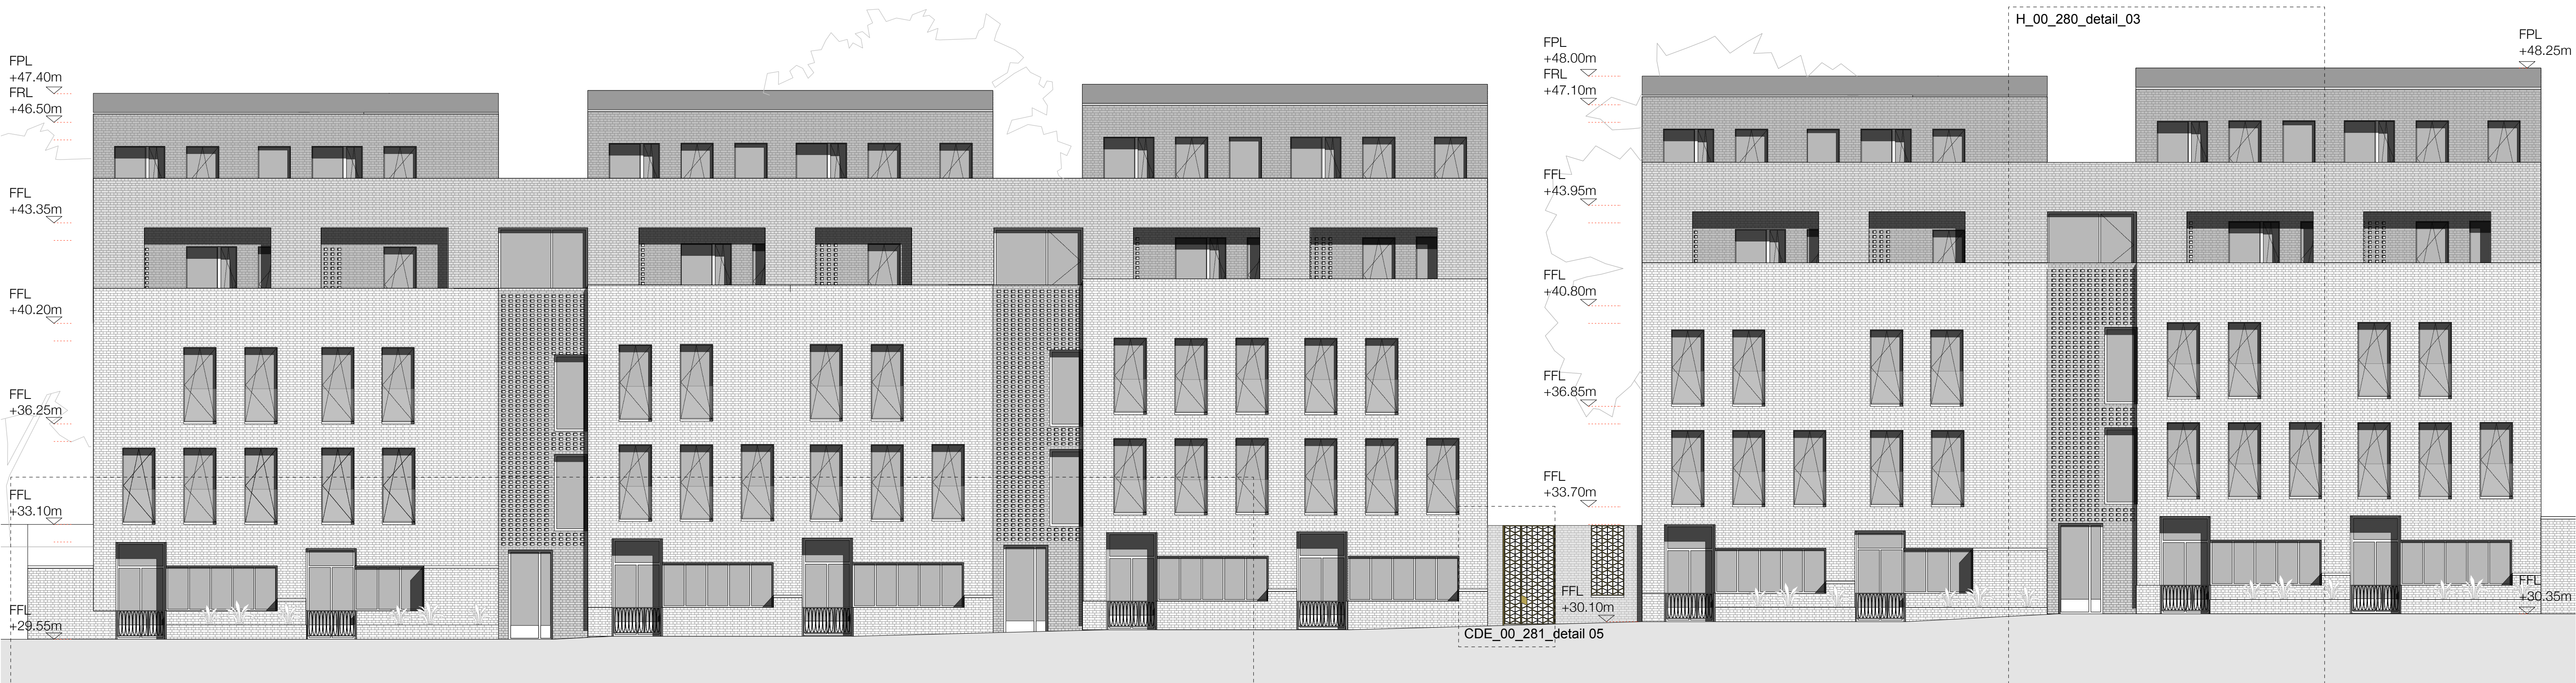 FPL
+47.40m
FRL
+46.50m
FFL
+43.35m
FFL
+40.20m
FFL
+36.25m
FFL
+33.10m
FFL
+29.55m
FPL
+48.00m
FRL
+47.10m
FFL
+43.95m
FFL
+40.80m
FFL
+36.85m
FFL
+33.70m
FFL
+30.10m
CDE_00_281_detail 05
H_00_280_detail_03
FPL
+48.25m
FFL
+30.35m